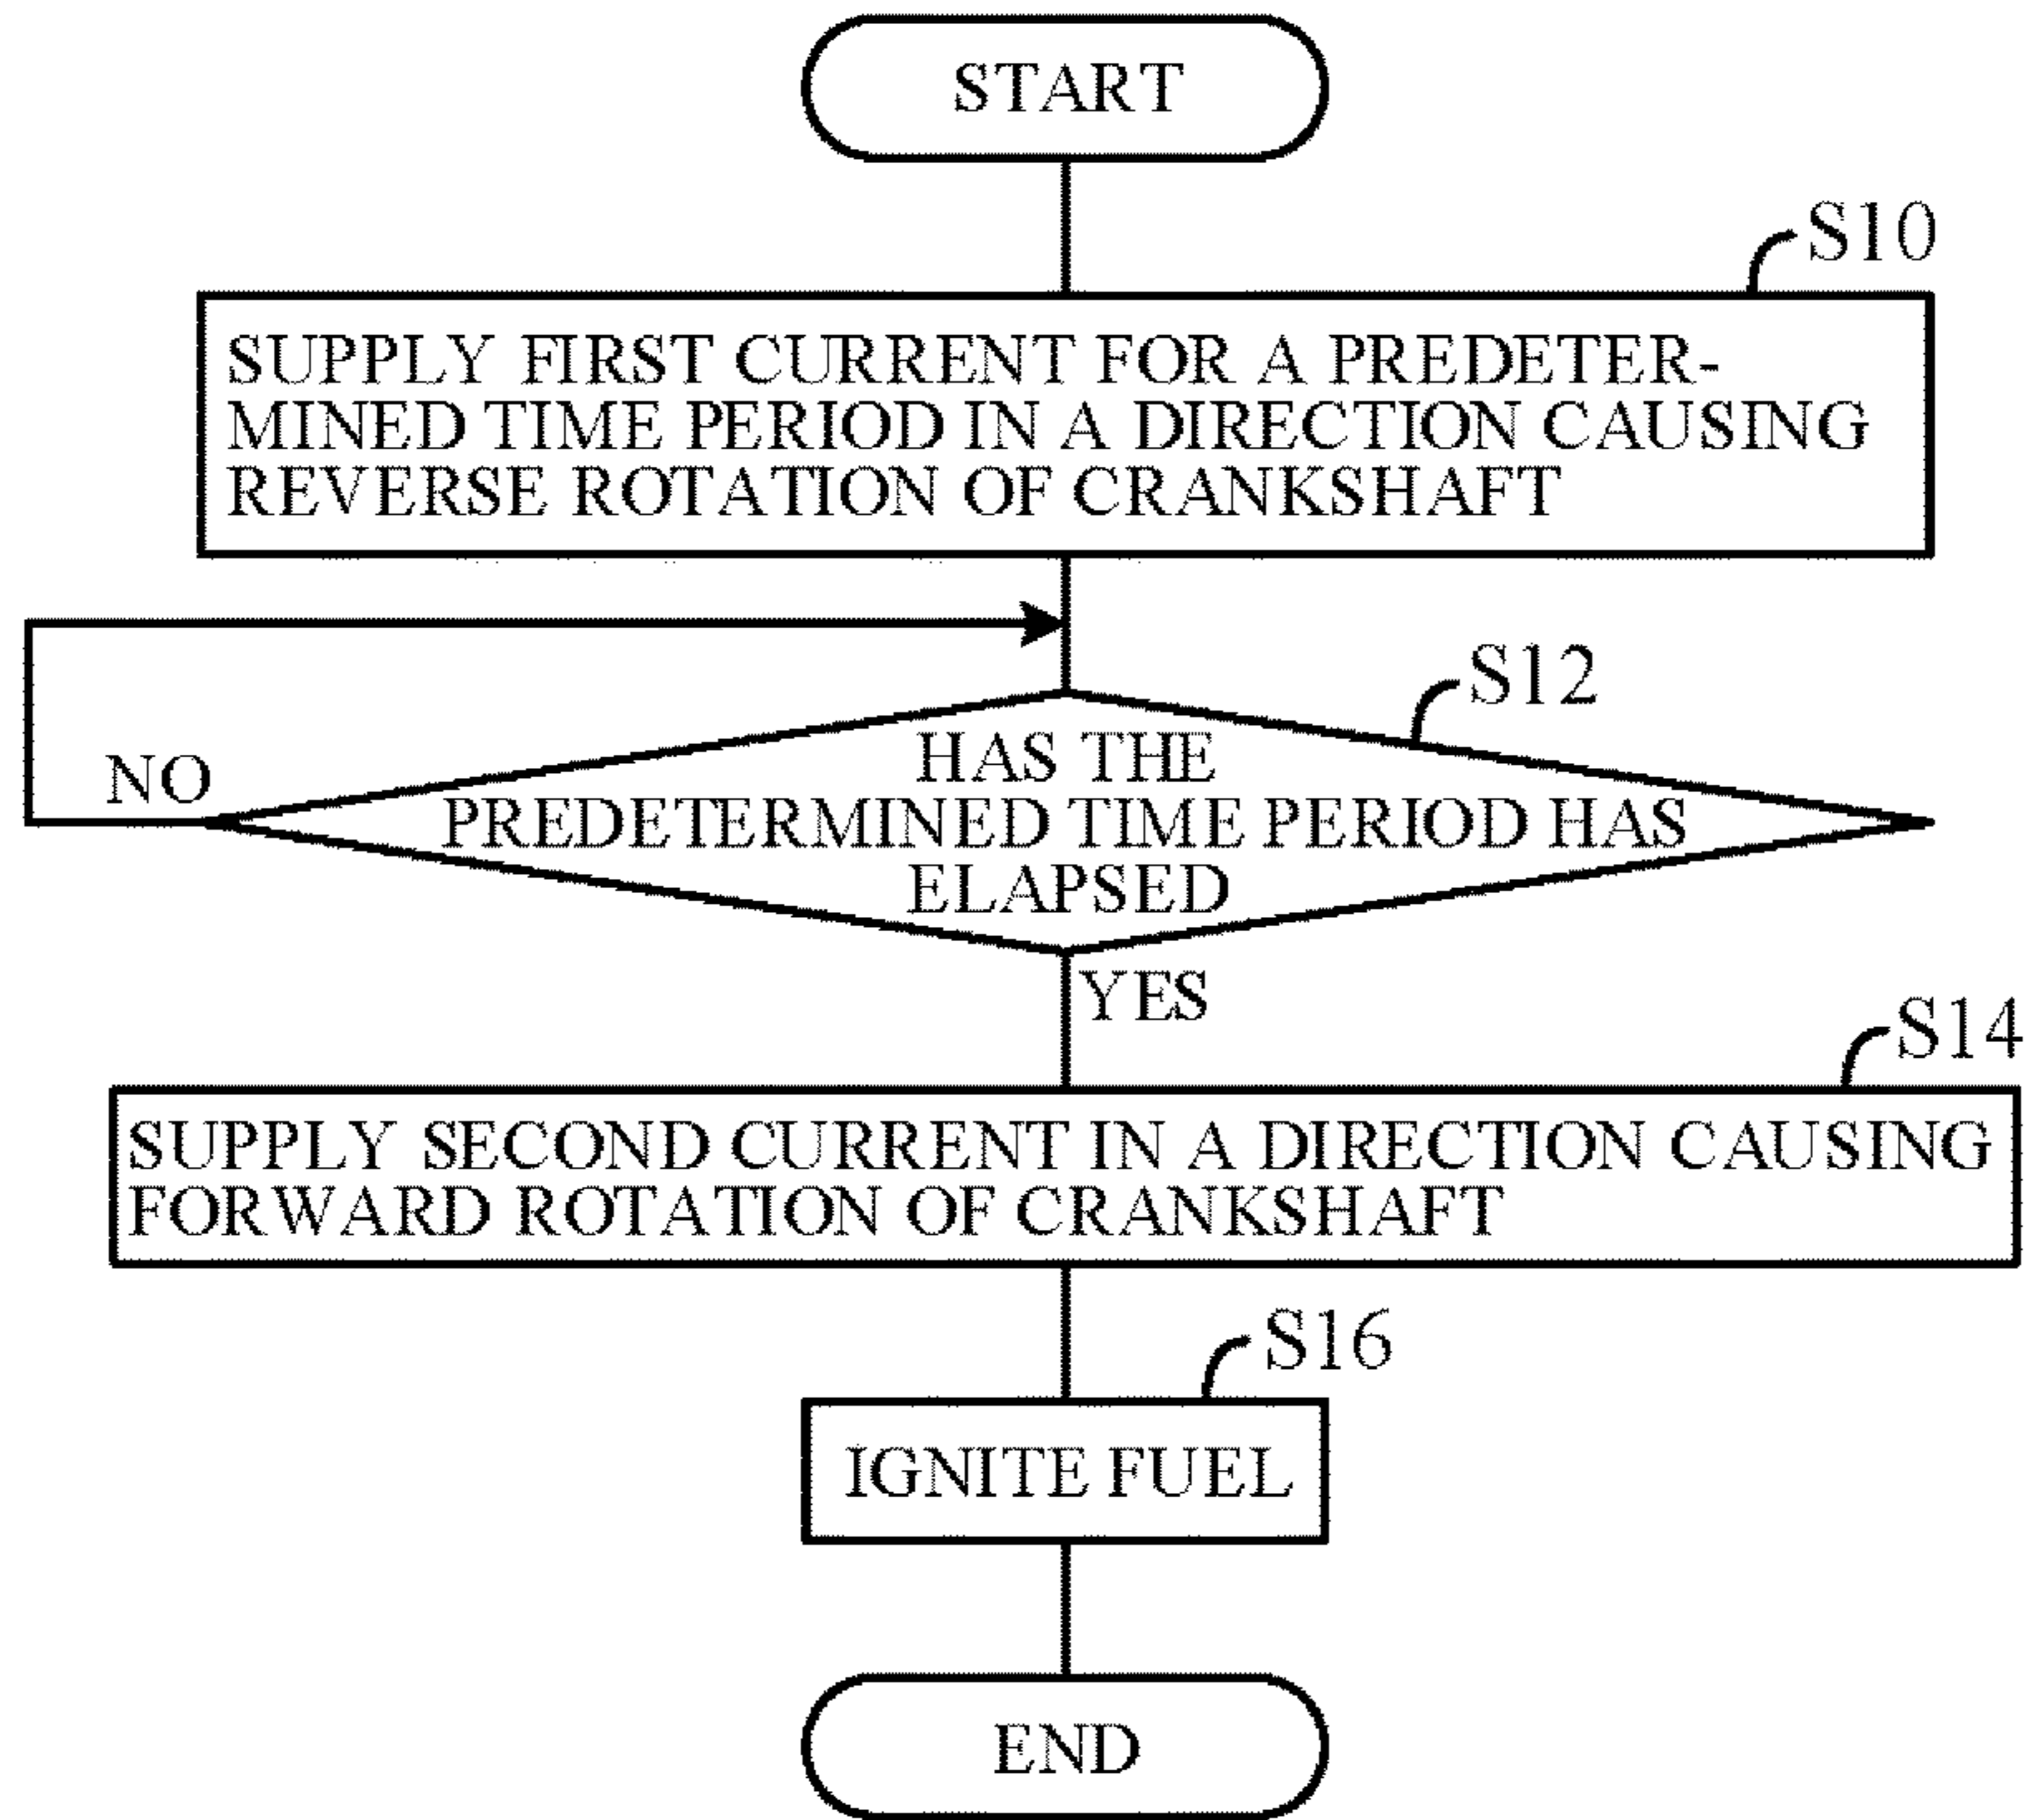 START
S10
SUPPLY FIRST CURRENT FOR A PREDETER-
MINED TIME PERIOD IN A DIRECTION CAUSING
REVERSE ROTATION OF CRANKSHAFT
S12
NO
HAS THE
PREDETERMINED TIME PERIOD HAS
ELAPSED
YES
S14
SUPPLY SECOND CURRENT IN A DIRECTION CAUSING
FORWARD ROTATION OF CRANKSHAFT
S16
IGNITE FUEL
END